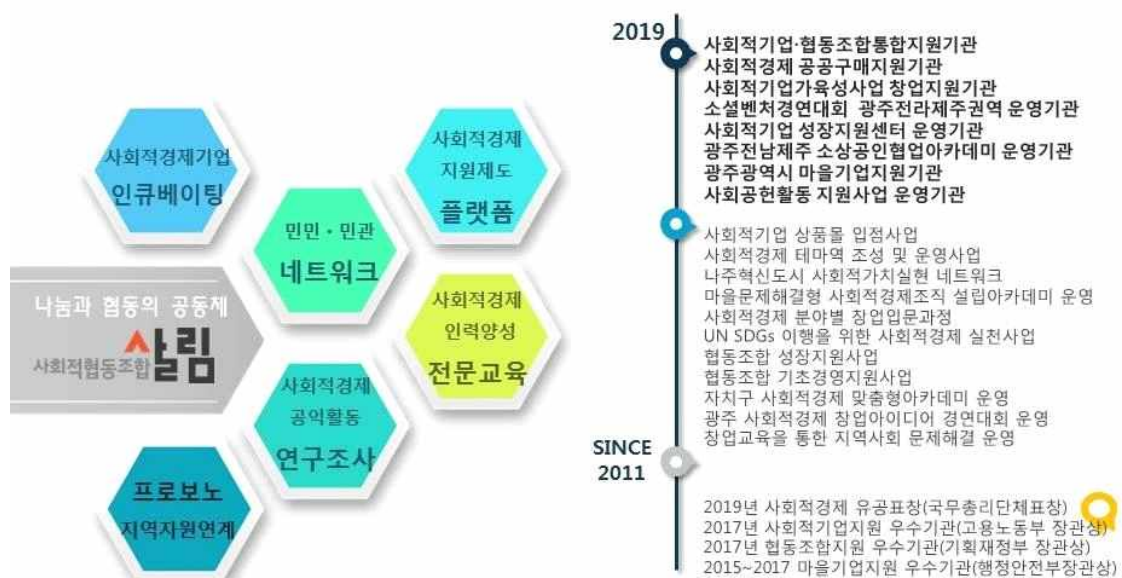 사회적경제기업
인큐베이팅
사회적경제
지원제도
플랫폼
민민·민관
네트워크
나눔과 협동의 공동체
사회적협동조합 살림
사회적경제
인력양성
전문교육
사회적경제
공익활동
연구조사
프로보노
지역자원연계
2019
사회적기업·협동조합통합지원기관
사회적경제 공공구매지원기관
사회적기업가육성사업 창업지원기관
소셜벤처경연대회 광주전라제주권역 운영기관
사회적기업 성장지원센터 운영기관
광주전남제주 소상공인협업아카데미 운영기관
광주광역시 마을기업지원기관
사회공헌활동 지원사업 운영기관
사회적기업 상품몰 입점사업
사회적경제 테마역 조성 및 운영사업
나주혁신도시 사회적가치실현 네트워크
마을문제해결형 사회적경제조직 설립아카데미 운영
사회적경제 분야별 창업입문과정
UN SDGs 이행을 위한 사회적경제 실천사업
협동조합 성장지원사업
협동조합 기초경영지원사업
자치구 사회적경제 맞춤형아카데미 운영
광주 사회적경제 창업아이디어 경연대회 운영
창업교육을 통한 지역사회 문제해결 운영
SINCE
2011
2019년 사회적경제 유공표창(국무총리단체표창)
2017년 사회적기업지원 우수기관(고용노동부 장관상)
2017년 협동조합지원 우수기관(기획재정부 장관상)
2015~2017 마을기업지원 우수기관(행정안전부장관상)